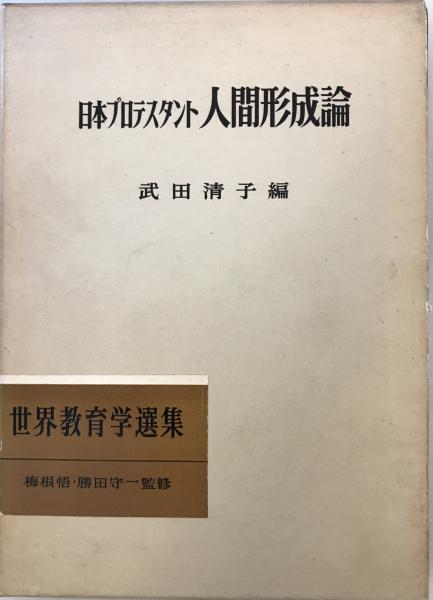 日本プロテスタント人間形成論
武田清子編
世界教育学選集
梅根悟・勝田守一監修